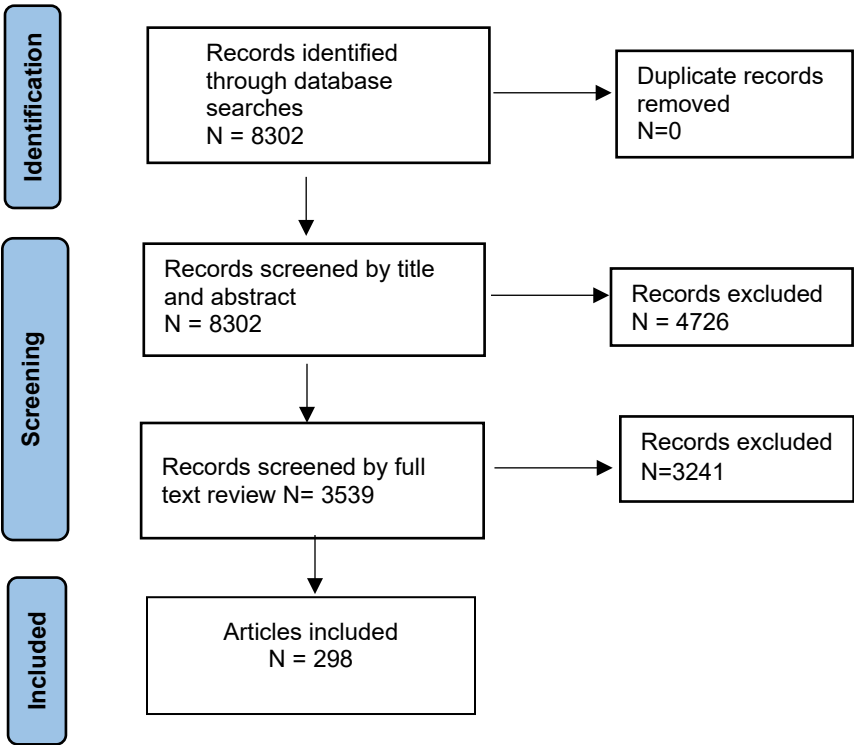 Identification
Records identified
through database
searches
N = 8302
Duplicate records
removed
N=0
Screening
Records screened by title
and abstract
N = 8302
Records excluded
N = 4726
Records screened by full
text review N= 3539
Records excluded
N=3241
Included
Articles included
N = 298